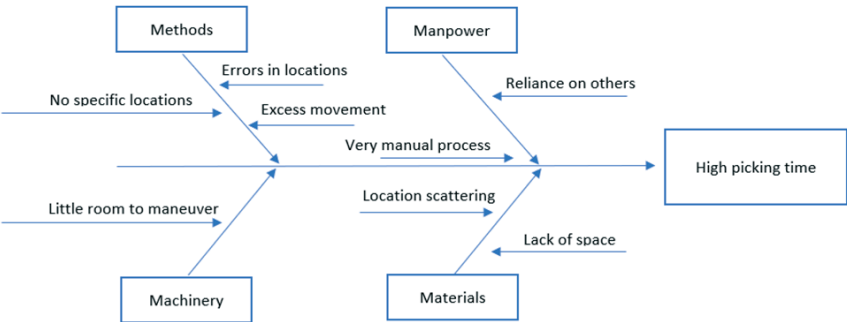 Methods
Manpower
Errors in locations
No specific locations
Excess movement
Reliance on others
Very manual process
High picking time
Little room to maneuver
Location scattering
Lack of space
Machinery
Materials